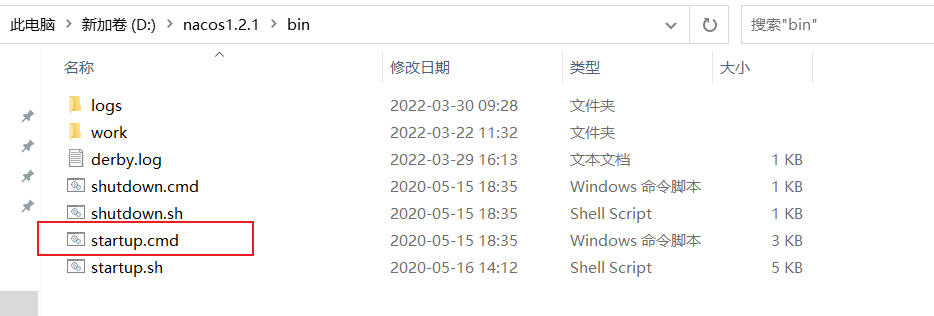 此电脑 > 新加卷 (D:) > nacos1.2.1 > bin 搜索"bin"
名称 修改日期 类型 大小
logs 2022-03-30 09:28 文件夹
work 2022-03-22 11:32 文件夹
derby.log 2022-03-29 16:13 文本文档 1 KB
shutdown.cmd 2020-05-15 18:35 Windows 命令脚本 1 KB
shutdown.sh 2020-05-15 18:35 Shell Script 1 KB
startup.cmd 2020-05-15 18:35 Windows 命令脚本 3 KB
startup.sh 2020-05-16 14:12 Shell Script 5 KB